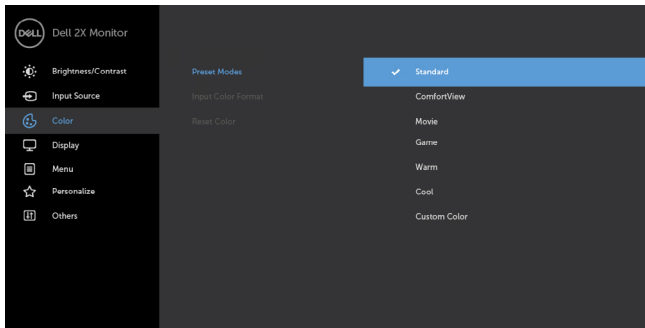 DELL Dell 2X Monitor
Brightness/Contrast Preset Modes Standard
Input Source Input Color Format ComfortView
Color Reset Color Movie
Display Game
Menu Warm
Personalize Cool
Others Custom Color